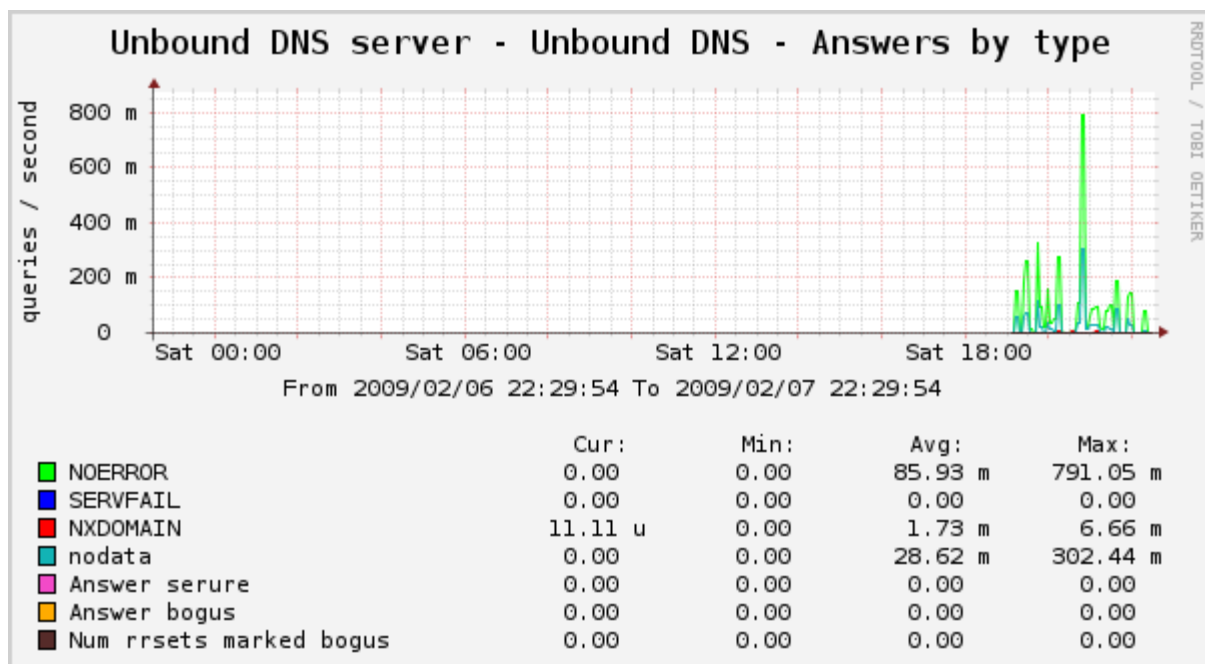 Unbound DNS server - Unbound DNS - Answers by type
RRDTOOL / TOBI OETIKER
queries / second
800 m
600 m
400 m
200 m
0
Sat 00:00 Sat 06:00 Sat 12:00 Sat 18:00
From 2009/02/06 22:29:54 To 2009/02/07 22:29:54
Cur: Min: Avg: Max:
NOERROR 0.00 0.00 85.93 m 791.05 m
SERVFAIL 0.00 0.00 0.00 0.00
NXDOMAIN 11.11 u 0.00 1.73 m 6.66 m
nodata 0.00 0.00 28.62 m 302.44 m
Answer serure 0.00 0.00 0.00 0.00
Answer bogus 0.00 0.00 0.00 0.00
Num rrsets marked bogus 0.00 0.00 0.00 0.00